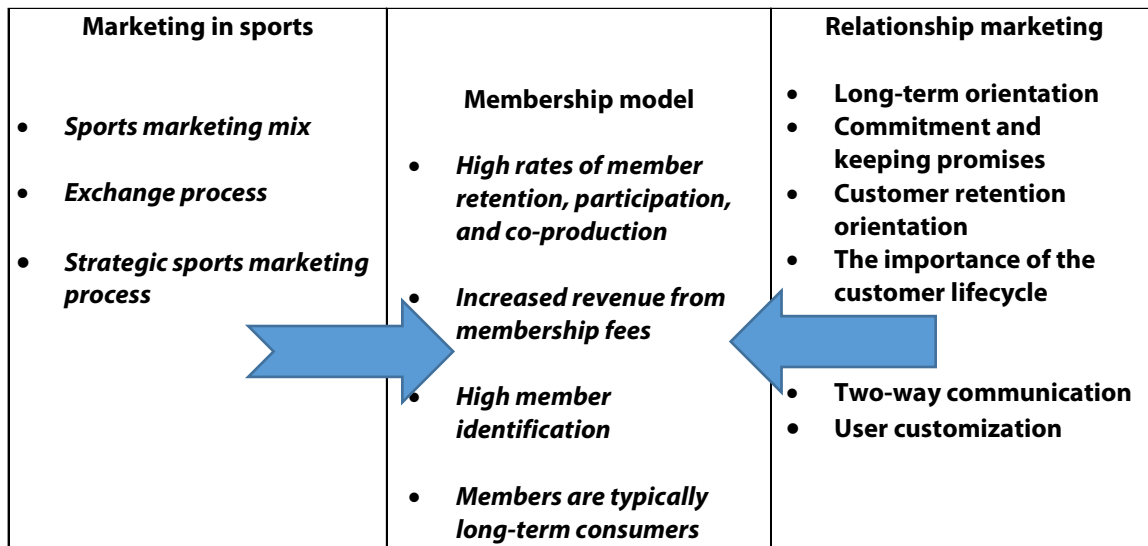 Marketing in sports
• Sports marketing mix
• Exchange process
• Strategic sports marketing
process
Membership model
• High rates of member
retention, participation,
and co-production
• Increased revenue from
membership fees
• High member
identification
• Members are typically
long-term consumers
Relationship marketing
• Long-term orientation
• Commitment and
keeping promises
• Customer retention
orientation
• The importance of the
customer lifecycle
• Two-way communication
• User customization